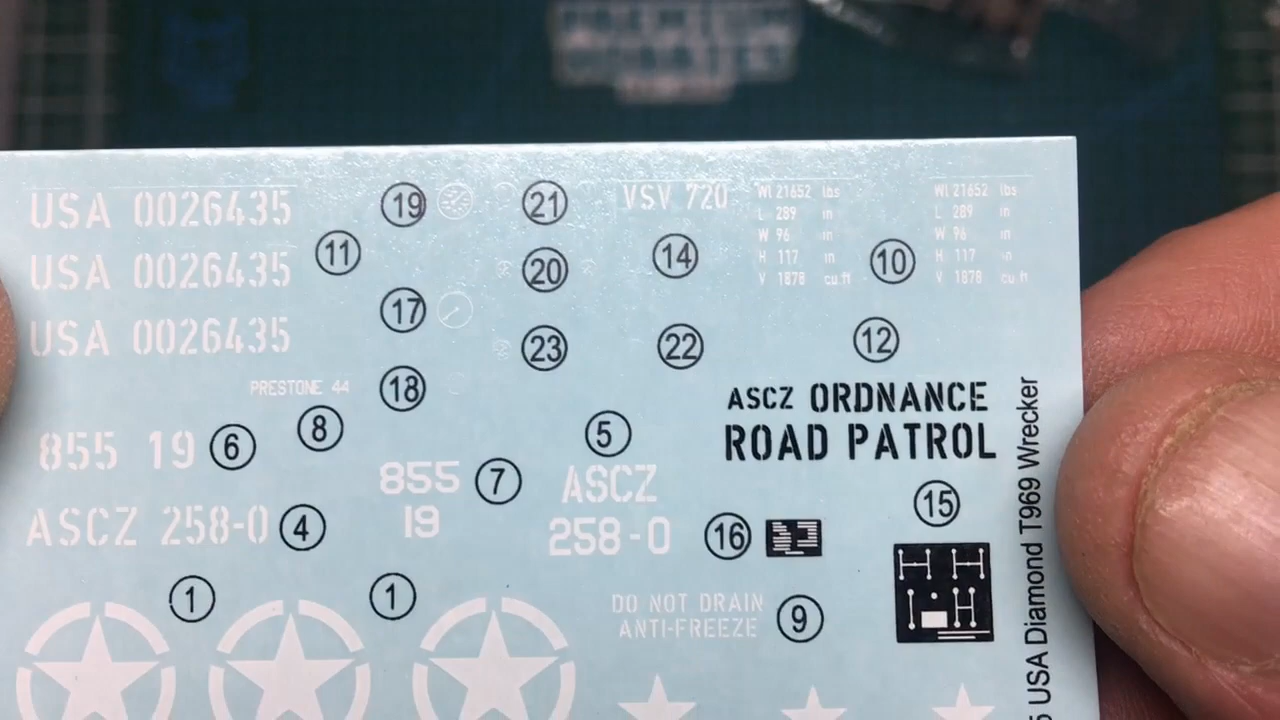 USA 0026435
USA 0026435
USA 0026435
11
19
17
18
21
20
23
VSV 720
14
22
WI 21652 lbs
L 289 in
W 96 in
H 117 in
V 1878 cu.ft
10
WI 21652 lbs
L 289 in
W 96 in
H 117 in
V 1878 cu.ft
12
PRESTONE 44
8
855 19
6
ASCZ 258-0
4
855
19
7
5
ASCZ
258-0
ASCZ ORDNANCE
ROAD PATROL
15
16
DO NOT DRAIN
ANTI-FREEZE
9
1
1
USA Diamond T969 Wrecker